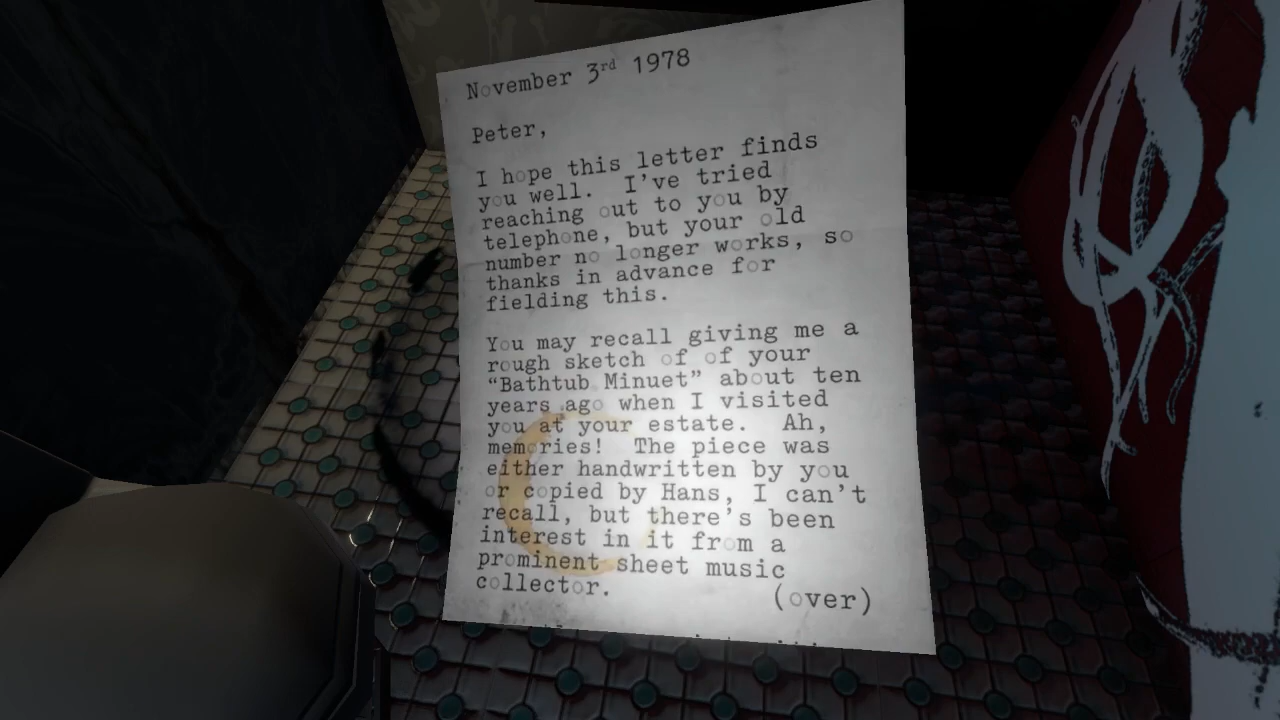 November 3rd 1978
Peter,
I hope this letter finds
you well. I've tried
reaching out to you by
telephone, but your old
number no longer works, so
thanks in advance for
fielding this.
You may recall giving me a
rough sketch of of your
“Bathtub Minuet” about ten
years ago when I visited
you at your estate. Ah,
memories! The piece was
either handwritten by you
or copied by Hans, I can't
recall, but there's been
interest in it from a
prominent sheet music
collector.
(over)